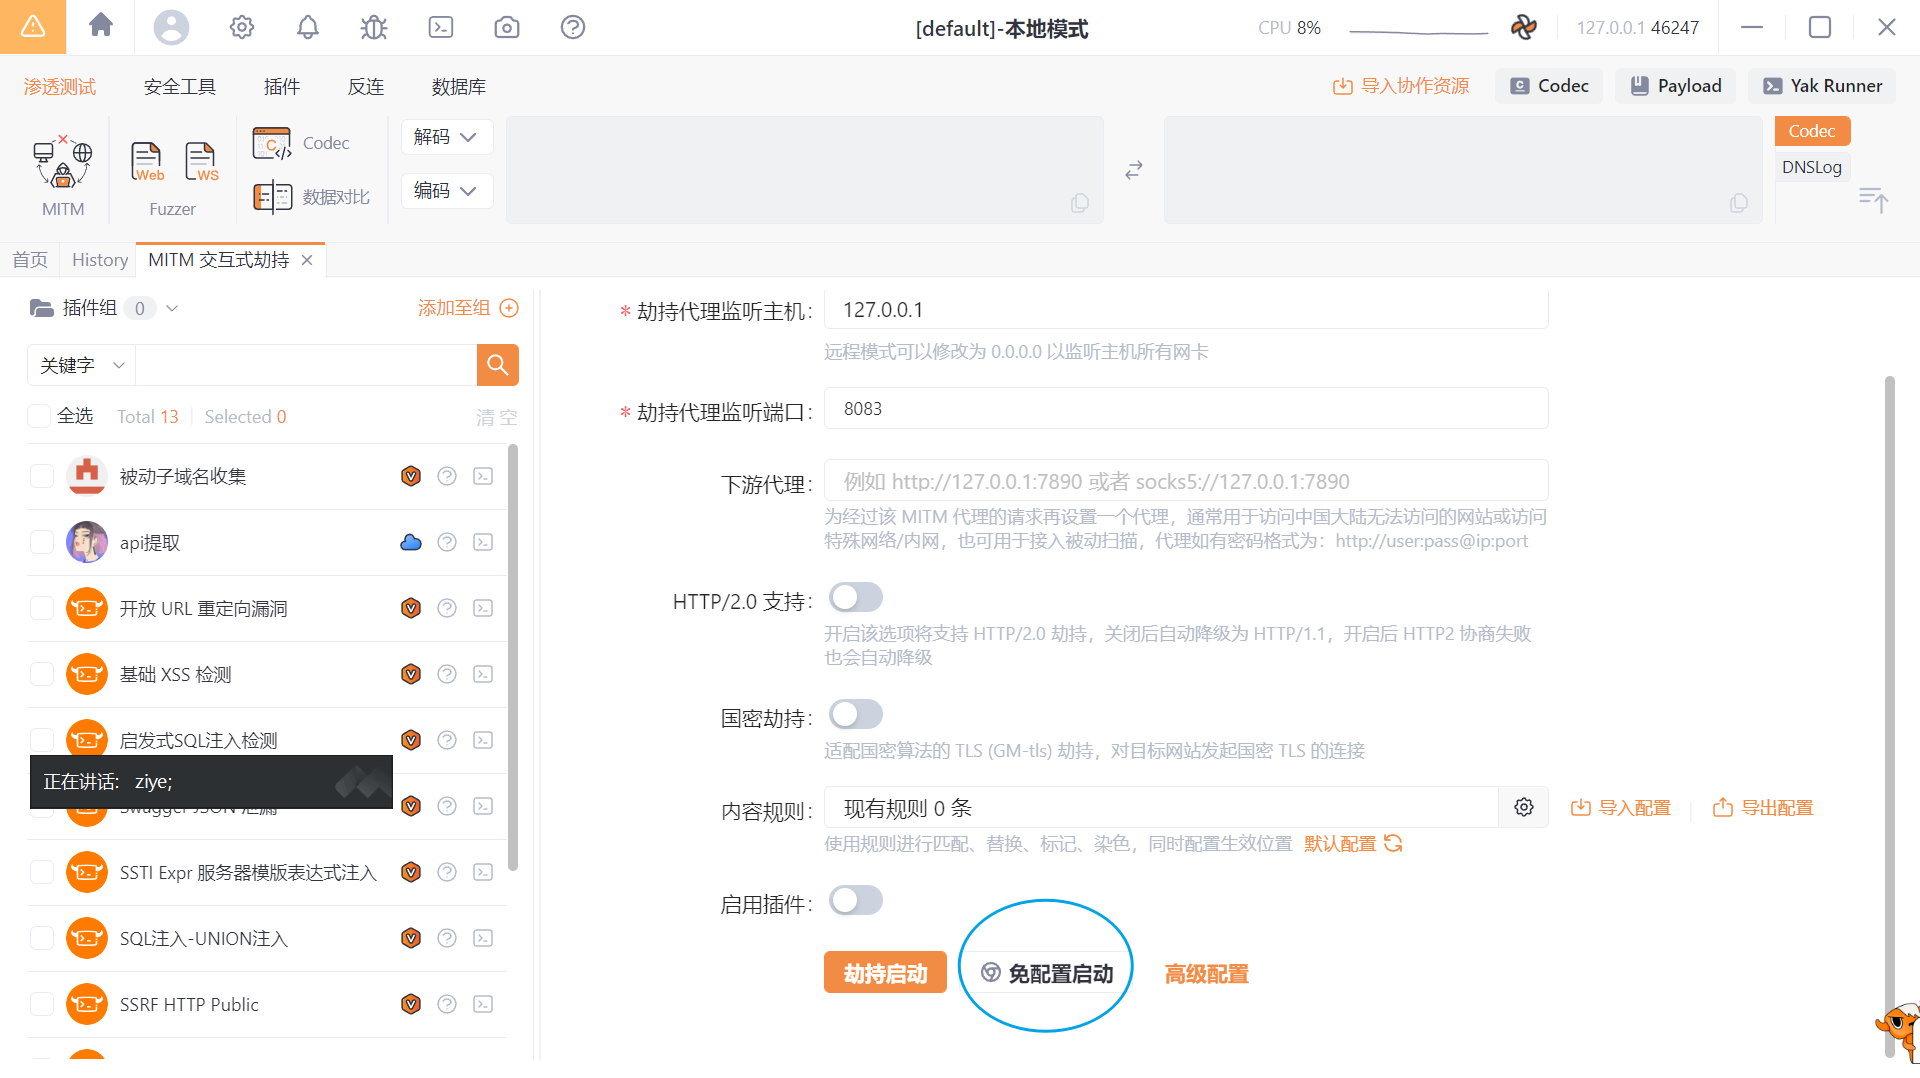 [default]-本地模式
CPU 8%
127.0.0.1 46247
渗透测试
安全工具
插件
反连
数据库
导入协作资源
Codec
Payload
Yak Runner
MITM
Web
WS
Fuzzer
Codec
数据对比
解码
编码
Codec
DNSLog
首页
History
MITM 交互式劫持
插件组 0
添加至组
关键字
全选
Total 13
Selected 0
清 空
被动子域名收集
api提取
开放 URL 重定向漏洞
基础 XSS 检测
启发式SQL注入检测
正在讲话: ziye;
SSTI Expr 服务器模版表达式注入
SQL注入-UNION注入
SSRF HTTP Public
* 劫持代理监听主机: 127.0.0.1
远程模式可以修改为 0.0.0.0 以监听主机所有网卡
* 劫持代理监听端口: 8083
下游代理: 例如 http://127.0.0.1:7890 或者 socks5://127.0.0.1:7890
为经过该 MITM 代理的请求再设置一个代理，通常用于访问中国大陆无法访问的网站或访问
特殊网络/内网，也可用于接入被动扫描，代理如有密码格式为：http://user:pass@ip:port
HTTP/2.0 支持:
开启该选项将支持 HTTP/2.0 劫持，关闭后自动降级为 HTTP/1.1，开启后 HTTP2 协商失败
也会自动降级
国密劫持:
适配国密算法的 TLS (GM-tls) 劫持，对目标网站发起国密 TLS 的连接
内容规则: 现有规则 0 条
导入配置
导出配置
使用规则进行匹配、替换、标记、染色，同时配置生效位置 默认配置
启用插件:
劫持启动
免配置启动
高级配置